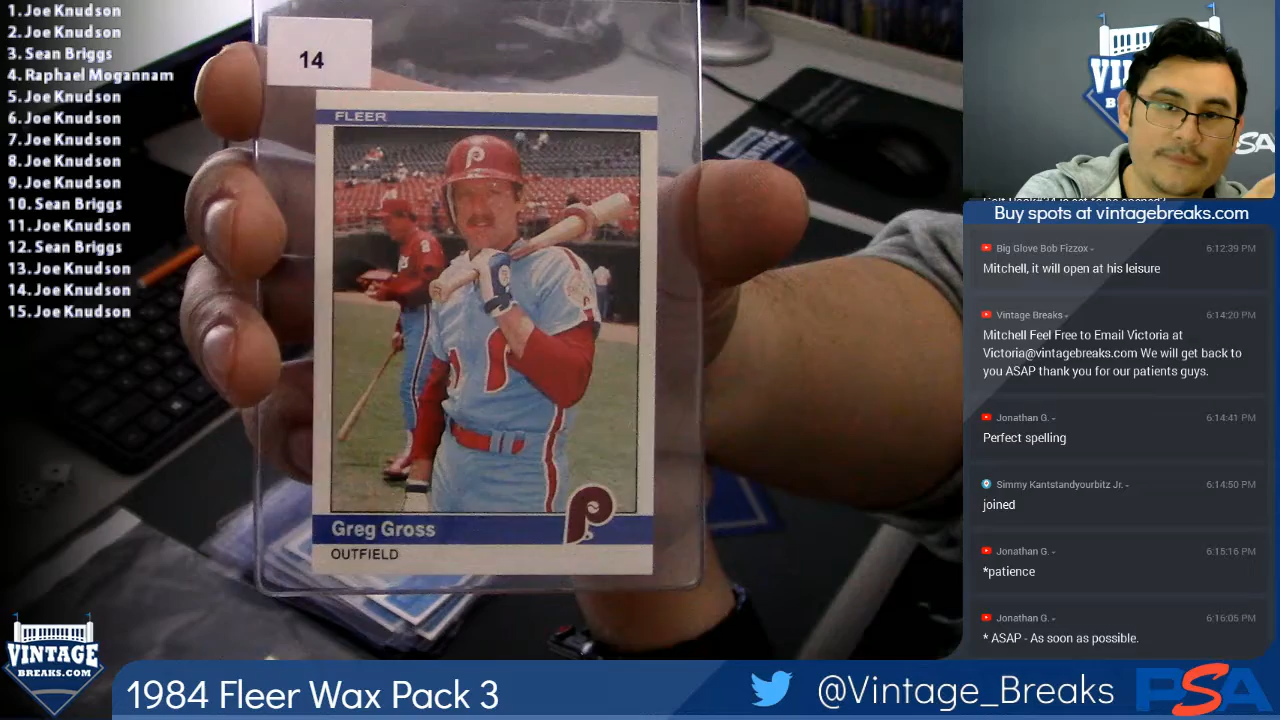 1. Joe Knudson
2. Joe Knudson
3. Sean Briggs
4. Raphael Mogannam
5. Joe Knudson
6. Joe Knudson
7. Joe Knudson
8. Joe Knudson
9. Joe Knudson
10. Sean Briggs
11. Joe Knudson
12. Sean Briggs
13. Joe Knudson
14. Joe Knudson
15. Joe Knudson
14
FLEER
P
P
Greg Gross
OUTFIELD
VINTAGE
BREAKS.COM
1984 Fleer Wax Pack 3
@Vintage_Breaks
PSA
Buy spots at vintagebreaks.com
Big Glove Bob Fizzox
6:12:39 PM
Mitchell, it will open at his leisure
Vintage Breaks
6:14:20 PM
Mitchell Feel Free to Email Victoria at
Victoria@vintagebreaks.com We will get back to
you ASAP thank you for our patients guys.
Jonathan G.
6:14:41 PM
Perfect spelling
Simmy Kantstandyourbitz Jr.
6:14:50 PM
joined
Jonathan G.
6:15:16 PM
*patience
Jonathan G.
6:16:05 PM
* ASAP - As soon as possible.